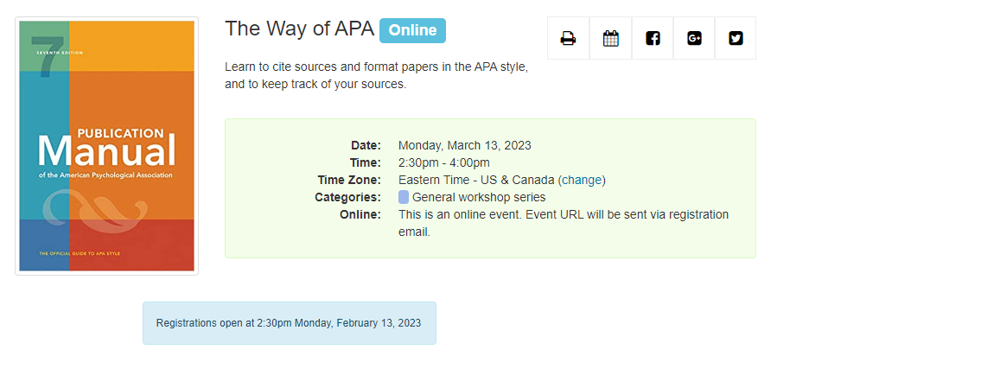 The Way of APA Online
Learn to cite sources and format papers in the APA style,
and to keep track of your sources.
7
SEVENTH EDITION
PUBLICATION
Manual
of the American Psychological Association
THE OFFICIAL GUIDE TO APA STYLE
Date: Monday, March 13, 2023
Time: 2:30pm - 4:00pm
Time Zone: Eastern Time - US & Canada (change)
Categories: General workshop series
Online: This is an online event. Event URL will be sent via registration
email.
Registrations open at 2:30pm Monday, February 13, 2023